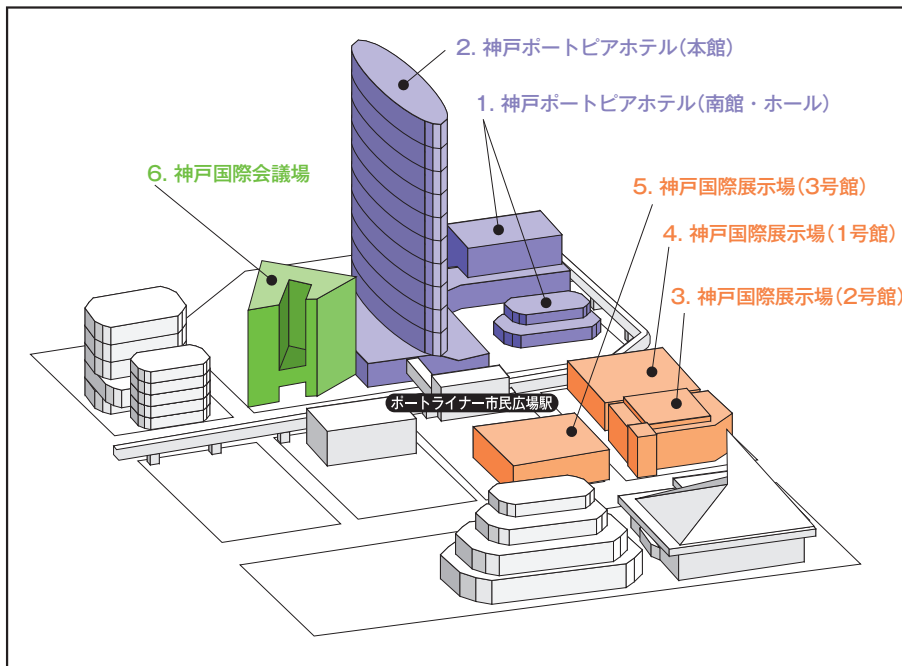 2. 神戸ポートピアホテル(本館)
1. 神戸ポートピアホテル(南館・ホール)
6. 神戸国際会議場
5. 神戸国際展示場(3号館)
4. 神戸国際展示場(1号館)
3. 神戸国際展示場(2号館)
ポートライナー市民広場駅